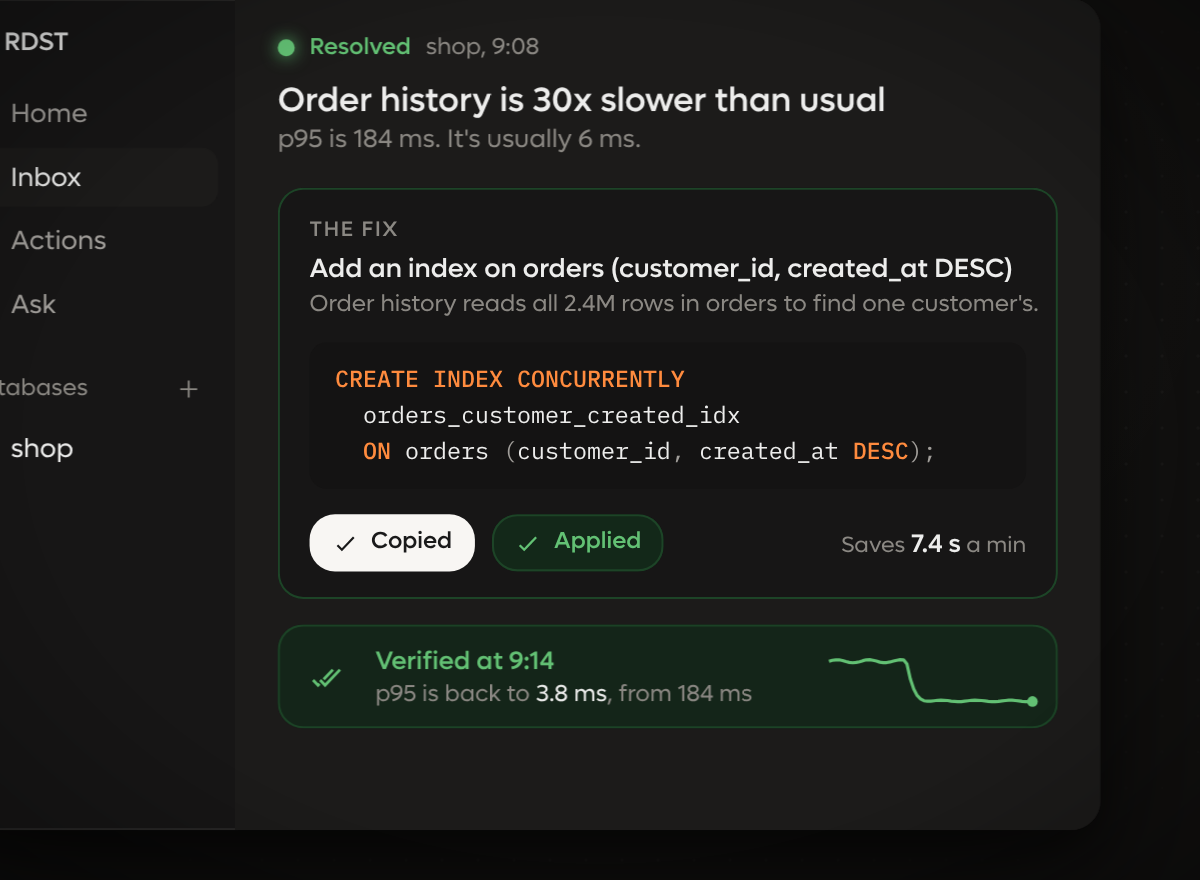 RDST
Home
Inbox
Actions
Ask
tabases +
shop
Resolved shop, 9:08
Order history is 30x slower than usual
p95 is 184 ms. It's usually 6 ms.
THE FIX
Add an index on orders (customer_id, created_at DESC)
Order history reads all 2.4M rows in orders to find one customer's.
CREATE INDEX CONCURRENTLY
orders_customer_created_idx
ON orders (customer_id, created_at DESC);
Copied Applied Saves 7.4 s a min
Verified at 9:14
p95 is back to 3.8 ms, from 184 ms